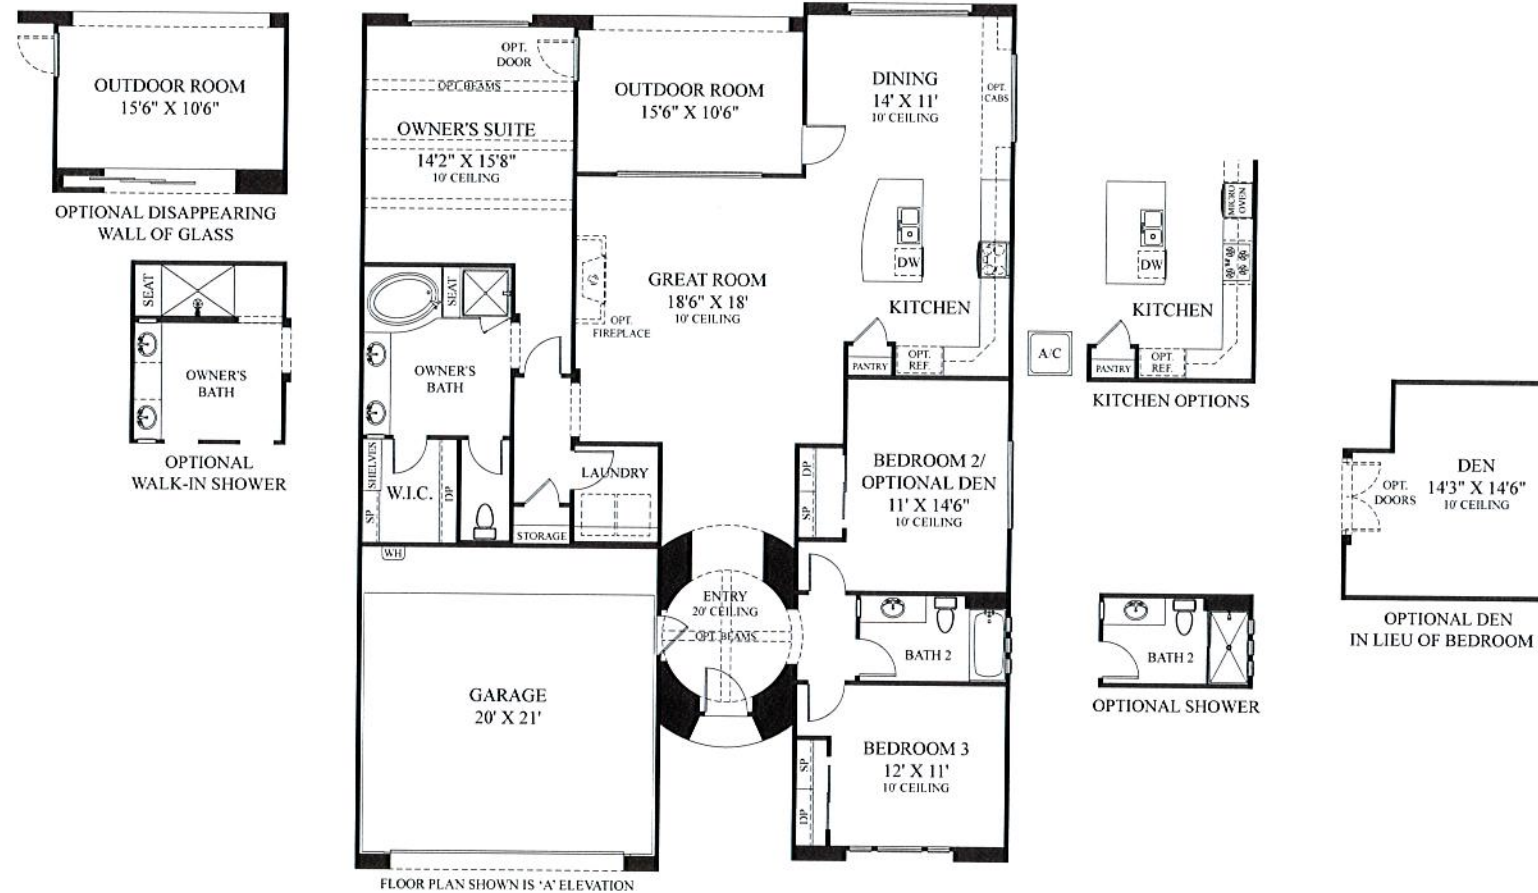 OUTDOOR ROOM
15'6" X 10'6"
OPTIONAL DISAPPEARING
WALL OF GLASS
SEAT
OWNER'S
BATH
OPTIONAL
WALK-IN SHOWER
OPT.
DOOR
OPT. BEAMS
OWNER'S SUITE
14'2" X 15'8"
10' CEILING
OUTDOOR ROOM
15'6" X 10'6"
DINING
14' X 11'
10' CEILING
OPT.
CABS
GREAT ROOM
18'6" X 18'
10' CEILING
OPT.
FIREPLACE
DW
KITCHEN
PANTRY
OPT.
REF.
A/C
SEAT
OWNER'S
BATH
SHELVES
SP
W.I.C.
DP
LAUNDRY
STORAGE
WH
GARAGE
20' X 21'
ENTRY
20' CEILING
OPT. BEAMS
DP
SP
BEDROOM 2/
OPTIONAL DEN
11' X 14'6"
10' CEILING
BATH 2
BEDROOM 3
12' X 11'
10' CEILING
SP
DP
FLOOR PLAN SHOWN IS 'A' ELEVATION
MICRO
OVEN
DW
KITCHEN
PANTRY
OPT.
REF.
KITCHEN OPTIONS
DEN
14'3" X 14'6"
10' CEILING
OPT.
DOORS
OPTIONAL DEN
IN LIEU OF BEDROOM
BATH 2
OPTIONAL SHOWER